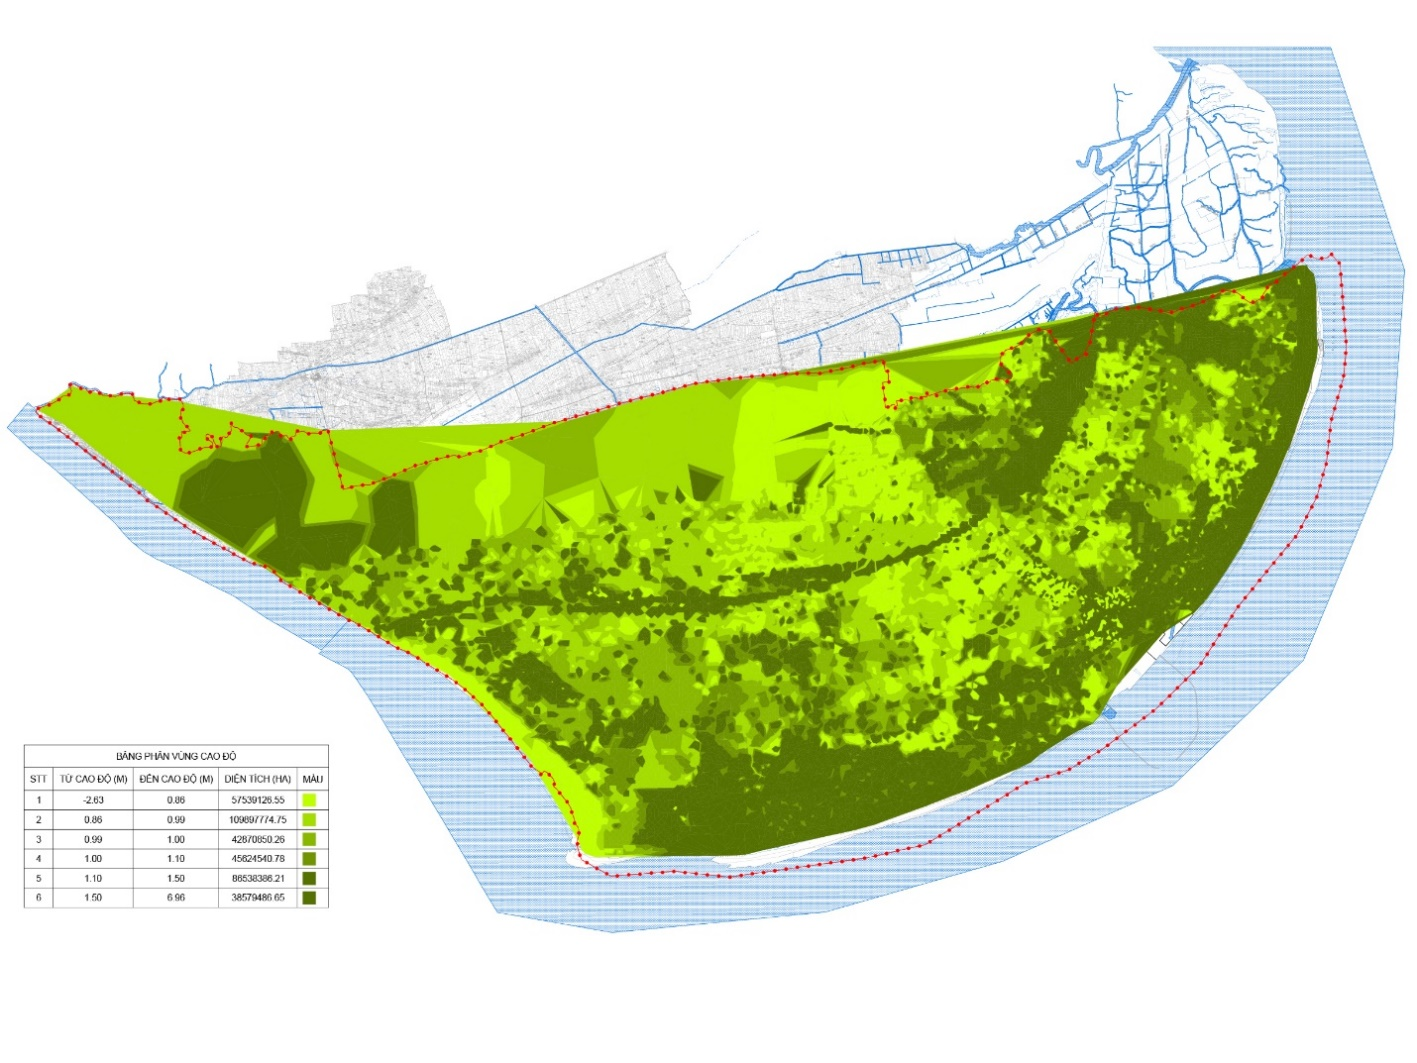 BẢNG PHÂN VÙNG CAO ĐỘ
STT TỪ CAO ĐỘ (M) ĐẾN CAO ĐỘ (M) DIỆN TÍCH (HA) MÀU
1 -2.63 0.86 57539126.55
2 0.86 0.99 109897774.75
3 0.99 1.00 42870850.26
4 1.00 1.10 45624540.78
5 1.10 1.50 86538386.21
6 1.50 6.96 38579486.65